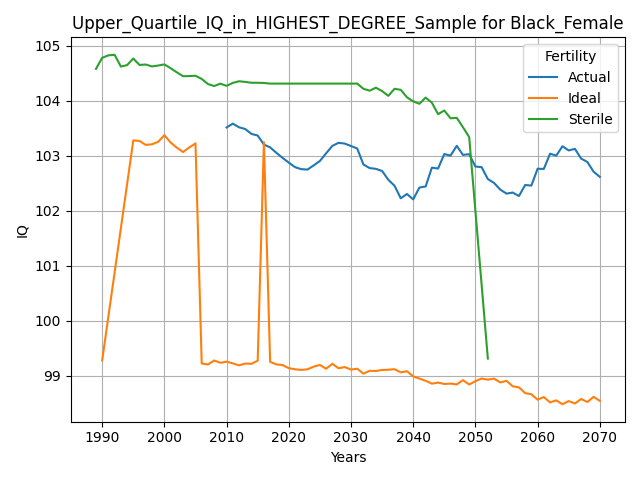 Upper_Quartile_IQ_in_HIGHEST_DEGREE_Sample for Black_Female
Fertility
Actual
Ideal
Sterile
IQ
105
104
103
102
101
100
99
1990 2000 2010 2020 2030 2040 2050 2060 2070
Years